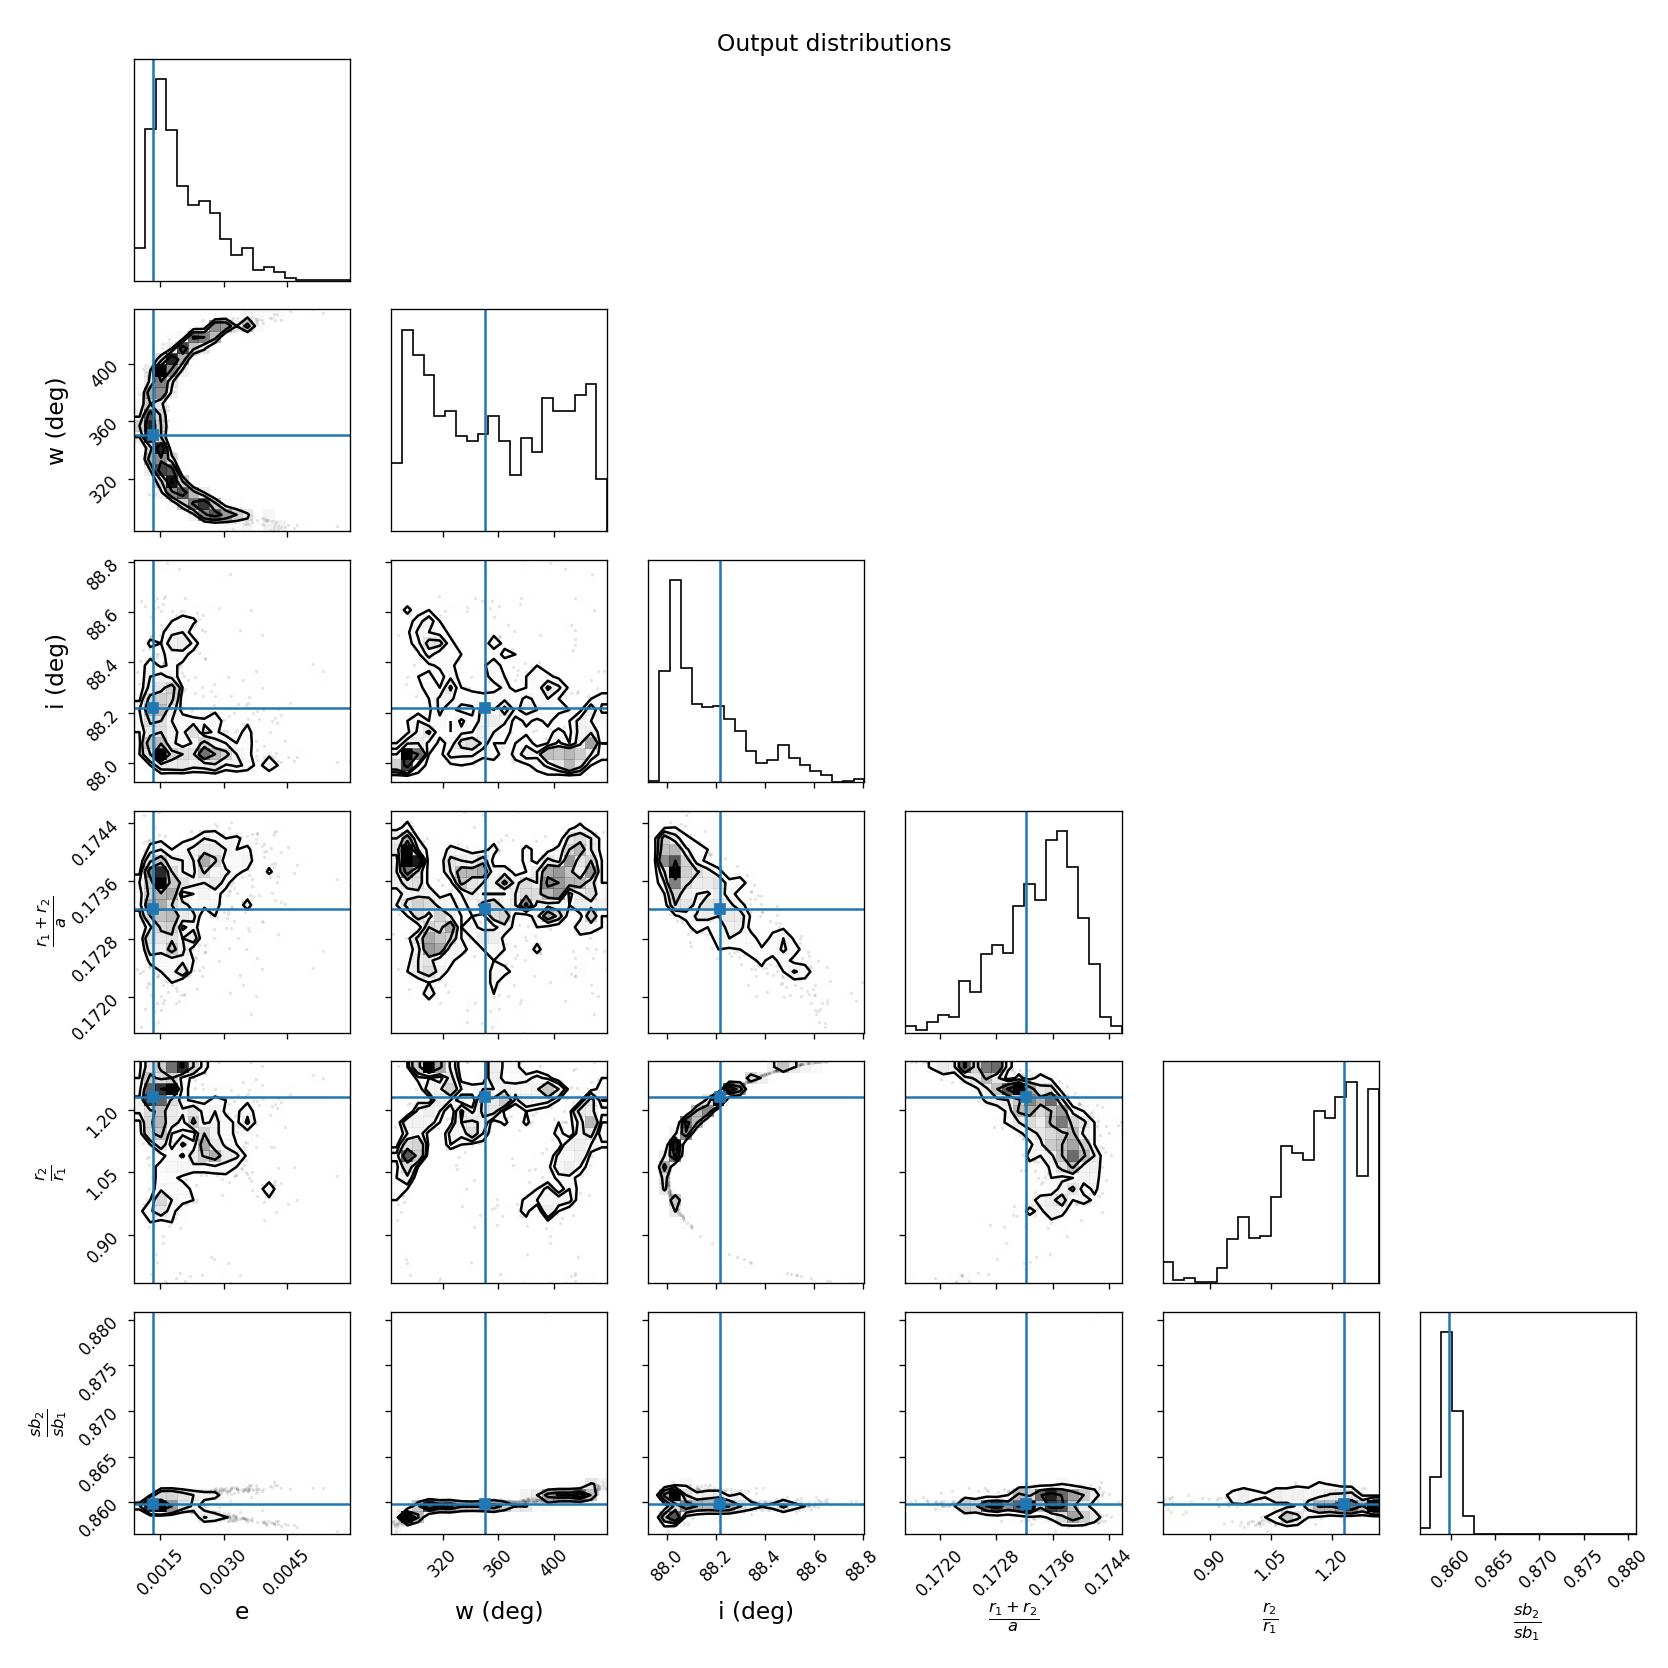 Output distributions
w (deg)
400
360
320
i (deg)
88.8
88.6
88.4
88.2
88.0
r₁ + r₂
a
0.1744
0.1736
0.1728
0.1720
r₂
r₁
1.20
1.05
0.90
sb₂
sb₁
0.880
0.875
0.870
0.865
0.860
0.0015 0.0030 0.0045 320 360 400 88.0 88.2 88.4 88.6 88.8 0.1720 0.1728 0.1736 0.1744 0.90 1.05 1.20 0.860 0.865 0.870 0.875 0.880
e w (deg) i (deg) r₁ + r₂ r₂ sb₂
a r₁ sb₁